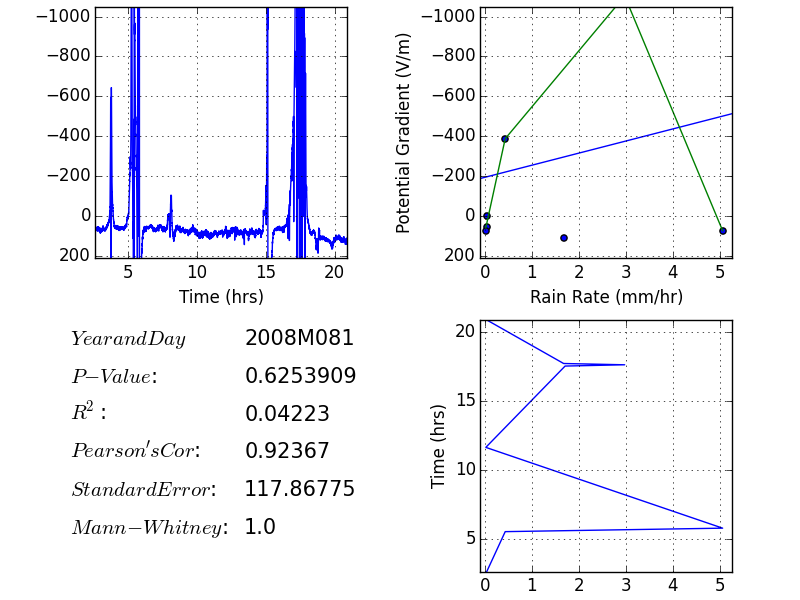 −1000
−800
−600
−400
−200
0
200
5 10 15 20
Time (hrs)
Potential Gradient (V/m)
−1000
−800
−600
−400
−200
0
200
0 1 2 3 4 5
Rain Rate (mm/hr)
YearandDay 2008M081
P−Value: 0.6253909
R²: 0.04223
Pearson'sCor: 0.92367
StandardError: 117.86775
Mann−Whitney: 1.0
Time (hrs)
20
15
10
5
0 1 2 3 4 5